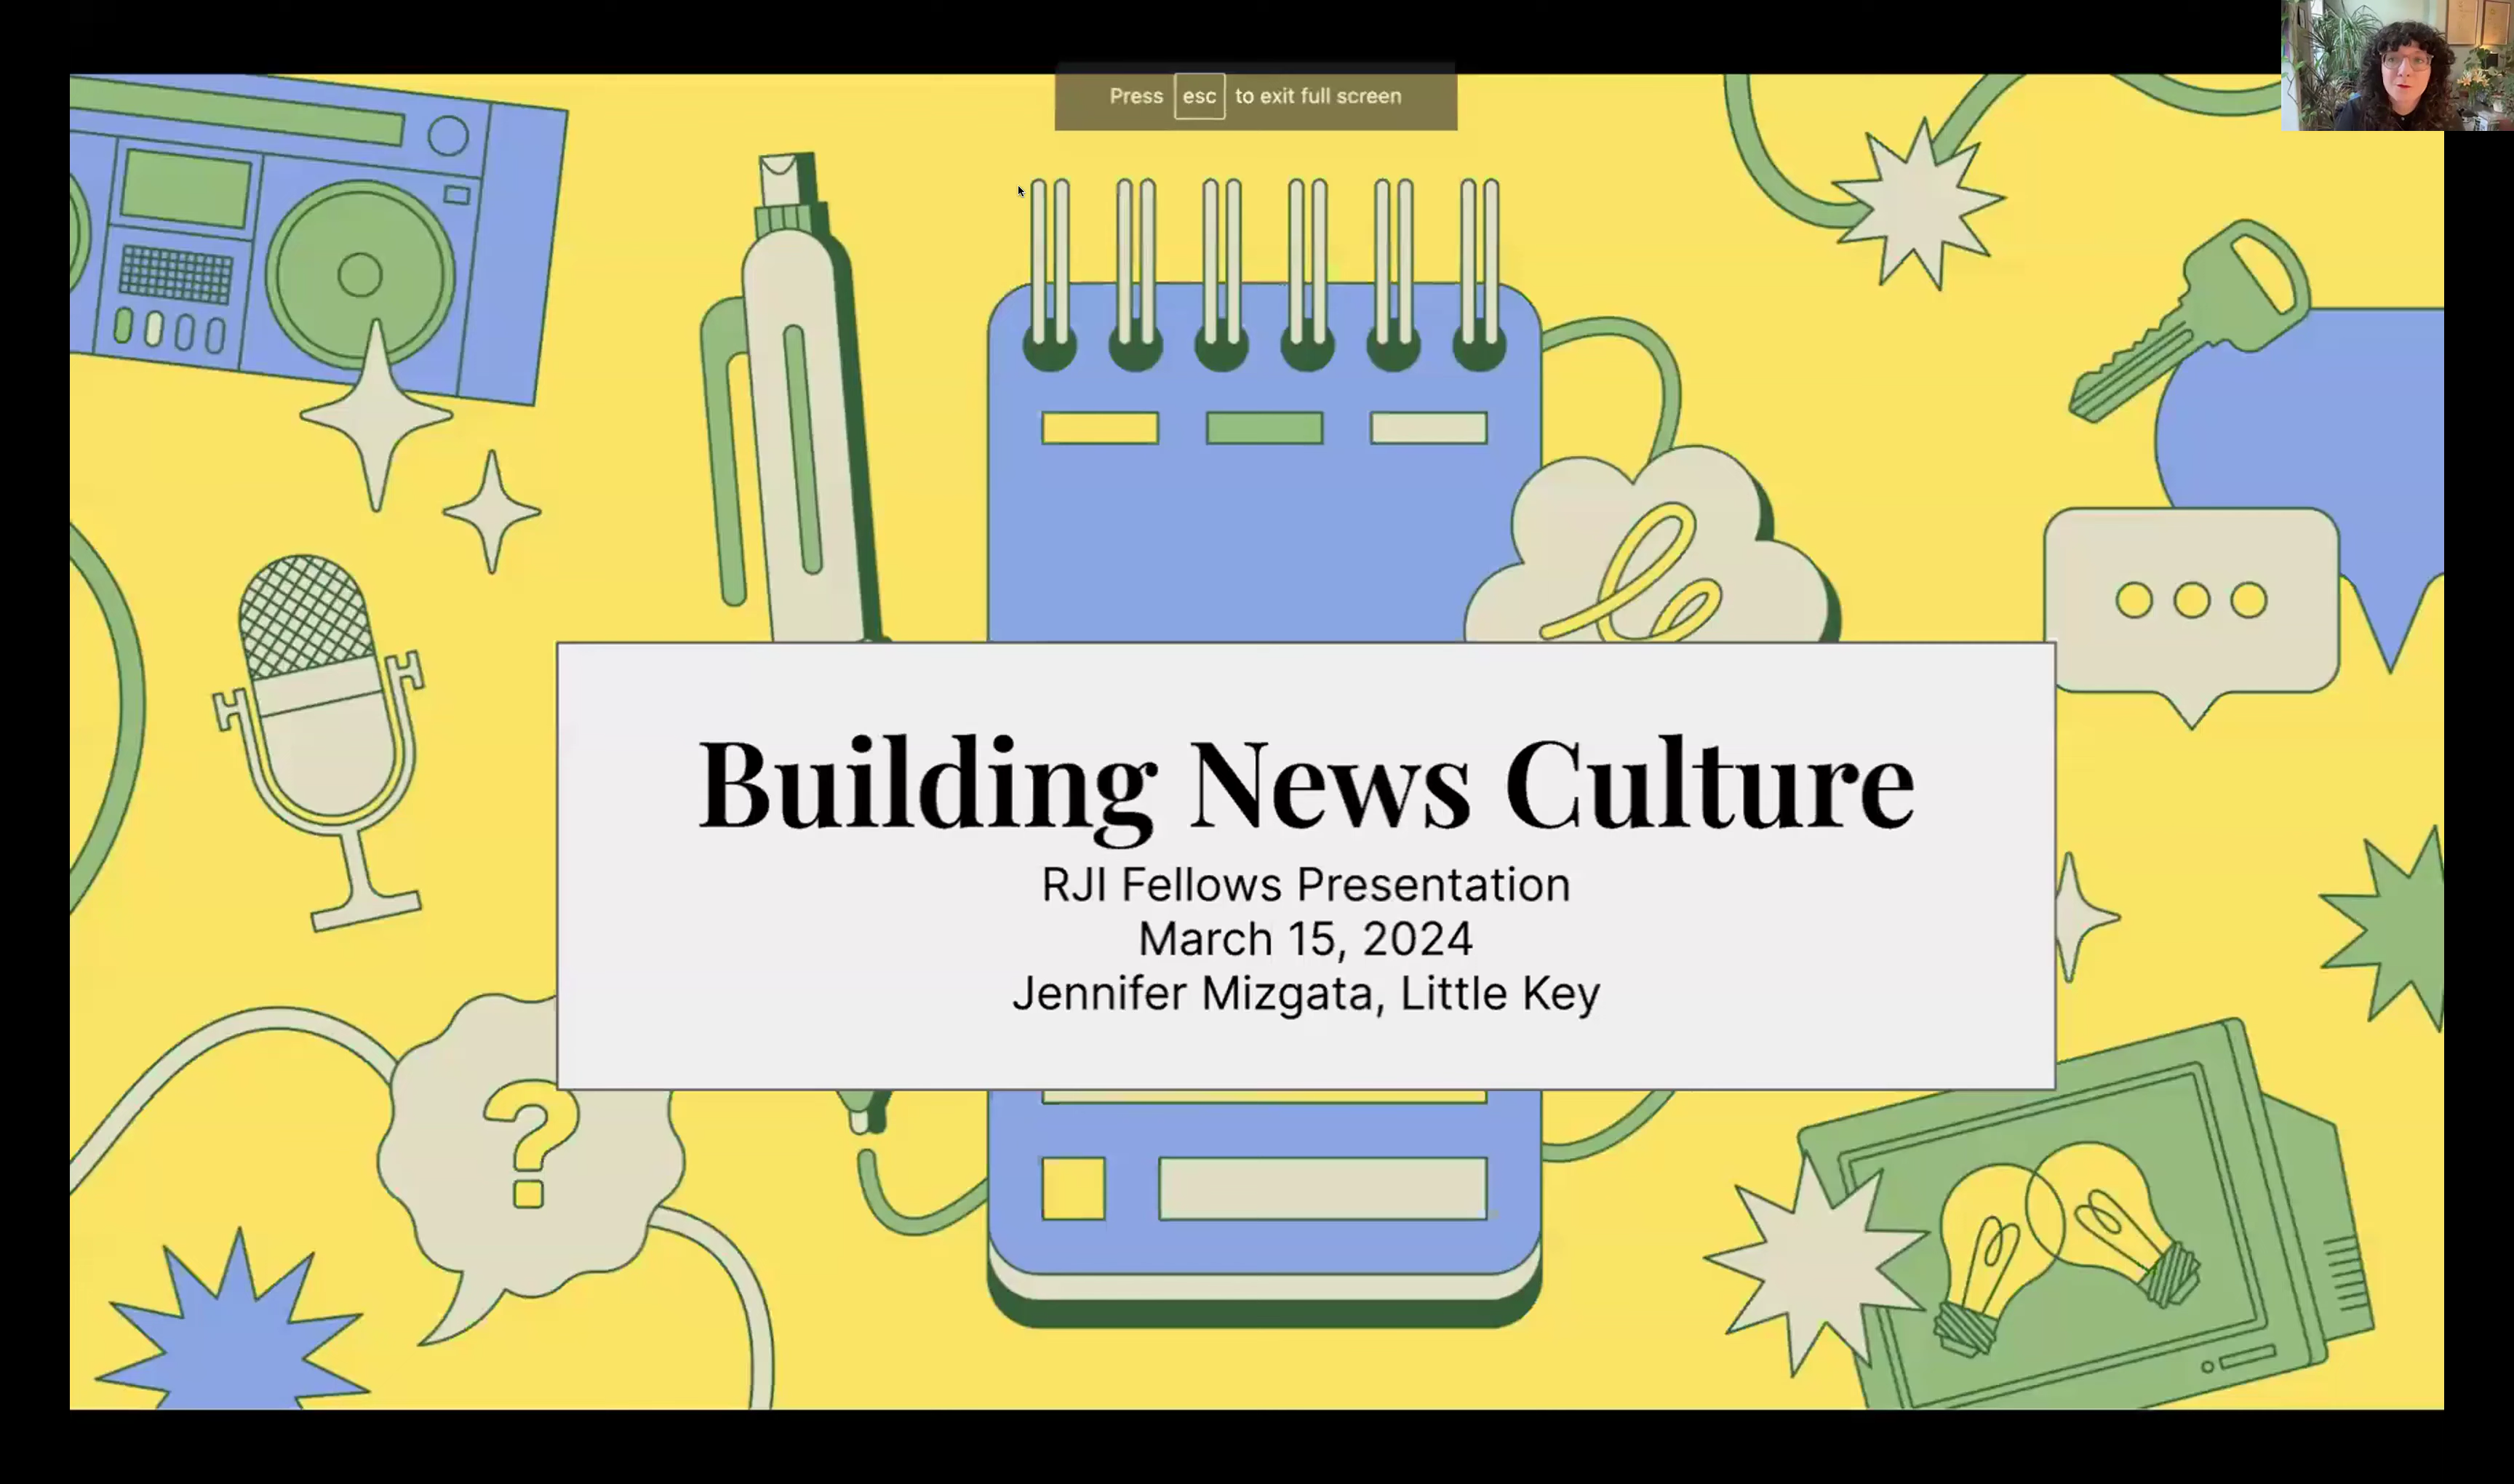 Press esc to exit full screen
Building News Culture
RJI Fellows Presentation
March 15, 2024
Jennifer Mizgata, Little Key
?